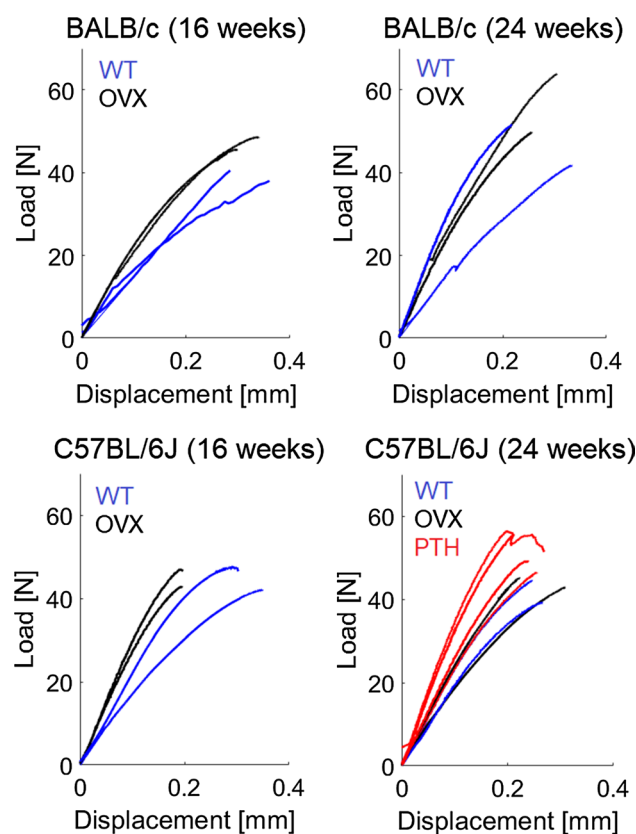 BALB/c (16 weeks)
WT
OVX
Load [N]
60
40
20
0
0
0.2
0.4
Displacement [mm]
BALB/c (24 weeks)
WT
OVX
Load [N]
60
40
20
0
0
0.2
0.4
Displacement [mm]
C57BL/6J (16 weeks)
WT
OVX
Load [N]
60
40
20
0
0
0.2
0.4
Displacement [mm]
C57BL/6J (24 weeks)
WT
OVX
PTH
Load [N]
60
40
20
0
0
0.2
0.4
Displacement [mm]